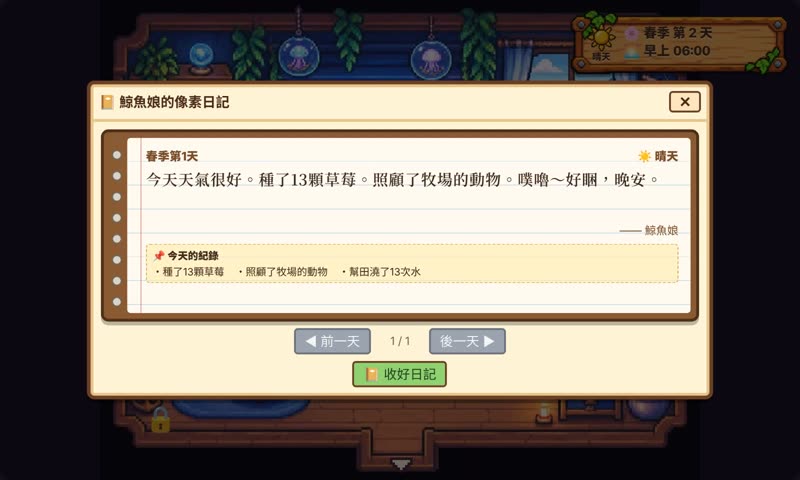 春季 第 2 天
早上 06:00
晴天
📔 鯨魚娘的像素日記
✕
春季第1天
☀️ 晴天
今天天氣很好。種了13顆草莓。照顧了牧場的動物。噗嚕～好睏，晚安。
—— 鯨魚娘
📌 今天的紀錄
・種了13顆草莓 ・照顧了牧場的動物 ・幫田澆了13次水
◀ 前一天
1 / 1
後一天 ▶
📔 收好日記